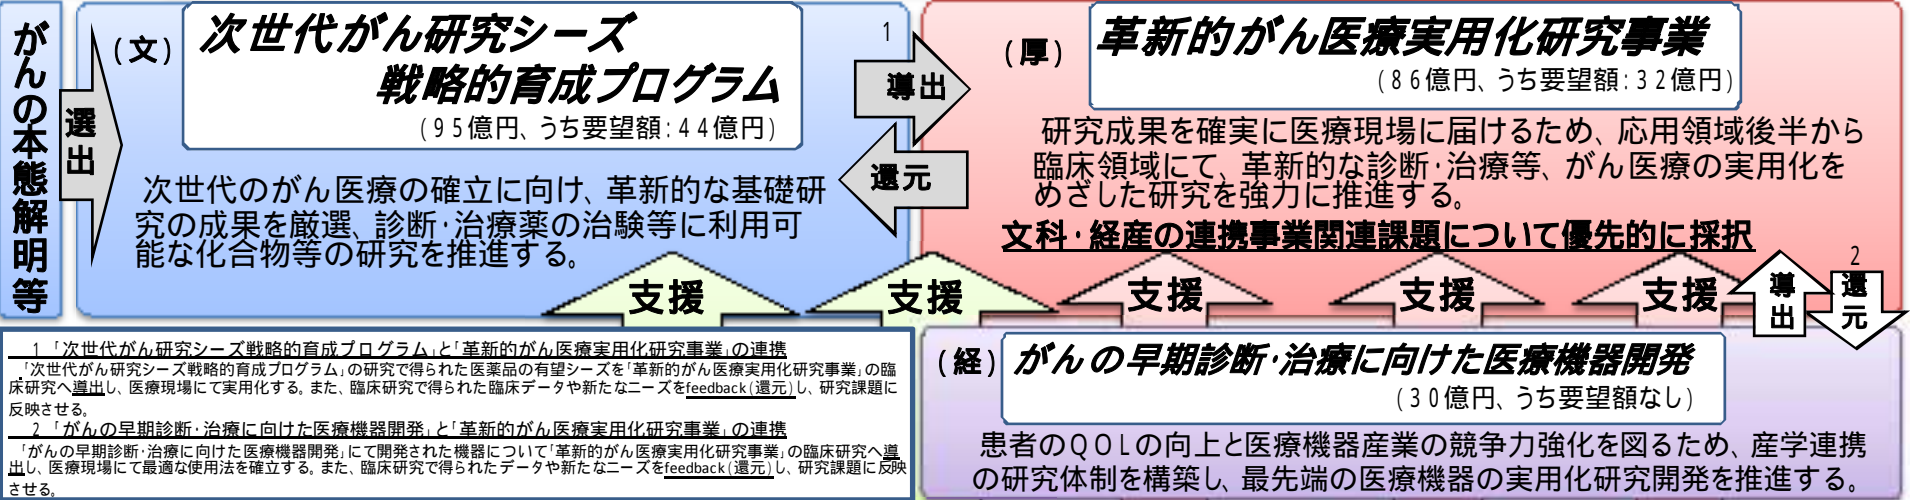 がんの本態解明等
選出
(文)
次世代がん研究シーズ
戦略的育成プログラム
(95億円、うち要望額:44億円)
次世代のがん医療の確立に向け、革新的な基礎研
究の成果を厳選、診断・治療薬の治験等に利用可
能な化合物等の研究を推進する。
1
導出
還元
(厚)
革新的がん医療実用化研究事業
(86億円、うち要望額:32億円)
研究成果を確実に医療現場に届けるため、応用領域後半から
臨床領域にて、革新的な診断・治療等、がん医療の実用化を
めざした研究を強力に推進する。
文科・経産の連携事業関連課題について優先的に採択
支援
支援
支援
支援
支援
導出
2
還元
1 「次世代がん研究シーズ戦略的育成プログラム」と「革新的がん医療実用化研究事業」の連携
「次世代がん研究シーズ戦略的育成プログラム」の研究で得られた医薬品の有望シーズを「革新的がん医療実用化研究事業」の臨
床研究へ導出し、医療現場にて実用化する。また、臨床研究で得られた臨床データや新たなニーズをfeedback(還元)し、研究課題に
反映させる。
2 「がんの早期診断・治療に向けた医療機器開発」と「革新的がん医療実用化研究事業」の連携
「がんの早期診断・治療に向けた医療機器開発」にて開発された機器について「革新的がん医療実用化研究事業」の臨床研究へ導
出し、医療現場にて最適な使用法を確立する。また、臨床研究で得られたデータや新たなニーズをfeedback(還元)し、研究課題に反映
させる。
(経)
がんの早期診断・治療に向けた医療機器開発
(30億円、うち要望額なし)
患者のQOLの向上と医療機器産業の競争力強化を図るため、産学連携
の研究体制を構築し、最先端の医療機器の実用化研究開発を推進する。